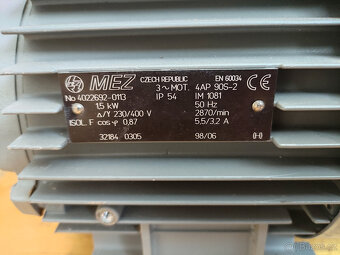 MEZ CZECH REPUBLIC EN 60034 CE
3~MOT. 4AP 90S-2
No 4022692-0113 IP 54 IM 1081
1,5 kW 50 Hz
Δ/Y 230/400 V 2870/min
ISOL. F cos φ 0,87 5,5/3,2 A
32184 0305 98/06